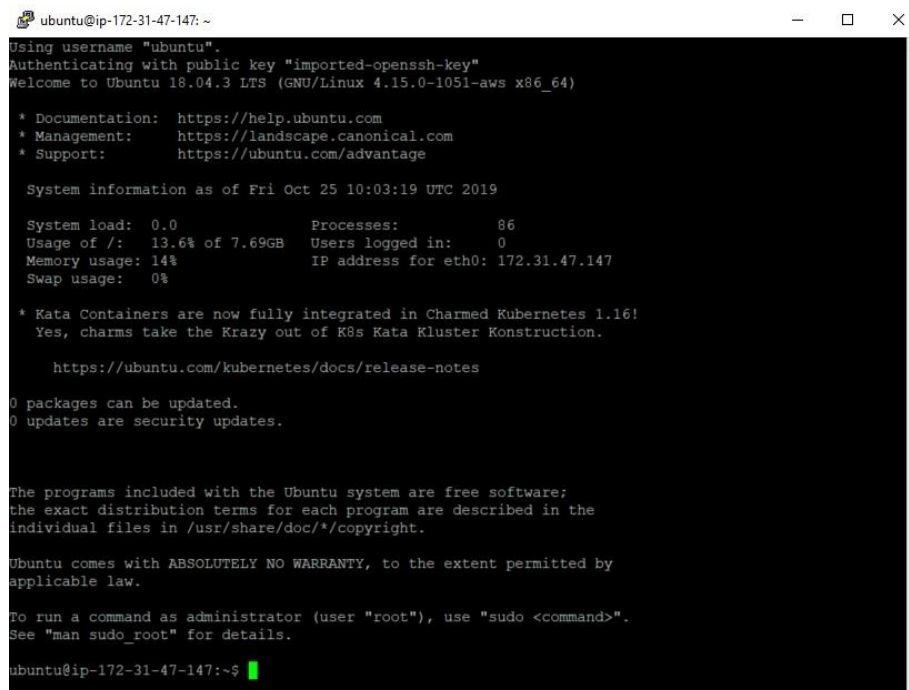 ubuntu@ip-172-31-47-147: ~
Using username "ubuntu".
Authenticating with public key "imported-openssh-key"
Welcome to Ubuntu 18.04.3 LTS (GNU/Linux 4.15.0-1051-aws x86_64)
* Documentation:  https://help.ubuntu.com
* Management:     https://landscape.canonical.com
* Support:        https://ubuntu.com/advantage
System information as of Fri Oct 25 10:03:19 UTC 2019
System load:  0.0               Processes:           86
Usage of /:   13.6% of 7.69GB   Users logged in:     0
Memory usage: 14%               IP address for eth0: 172.31.47.147
Swap usage:   0%
* Kata Containers are now fully integrated in Charmed Kubernetes 1.16!
Yes, charms take the Krazy out of K8s Kata Kluster Konstruction.
https://ubuntu.com/kubernetes/docs/release-notes
0 packages can be updated.
0 updates are security updates.
The programs included with the Ubuntu system are free software;
the exact distribution terms for each program are described in the
individual files in /usr/share/doc/*/copyright.
Ubuntu comes with ABSOLUTELY NO WARRANTY, to the extent permitted by
applicable law.
To run a command as administrator (user "root"), use "sudo <command>".
See "man sudo_root" for details.
ubuntu@ip-172-31-47-147:~$